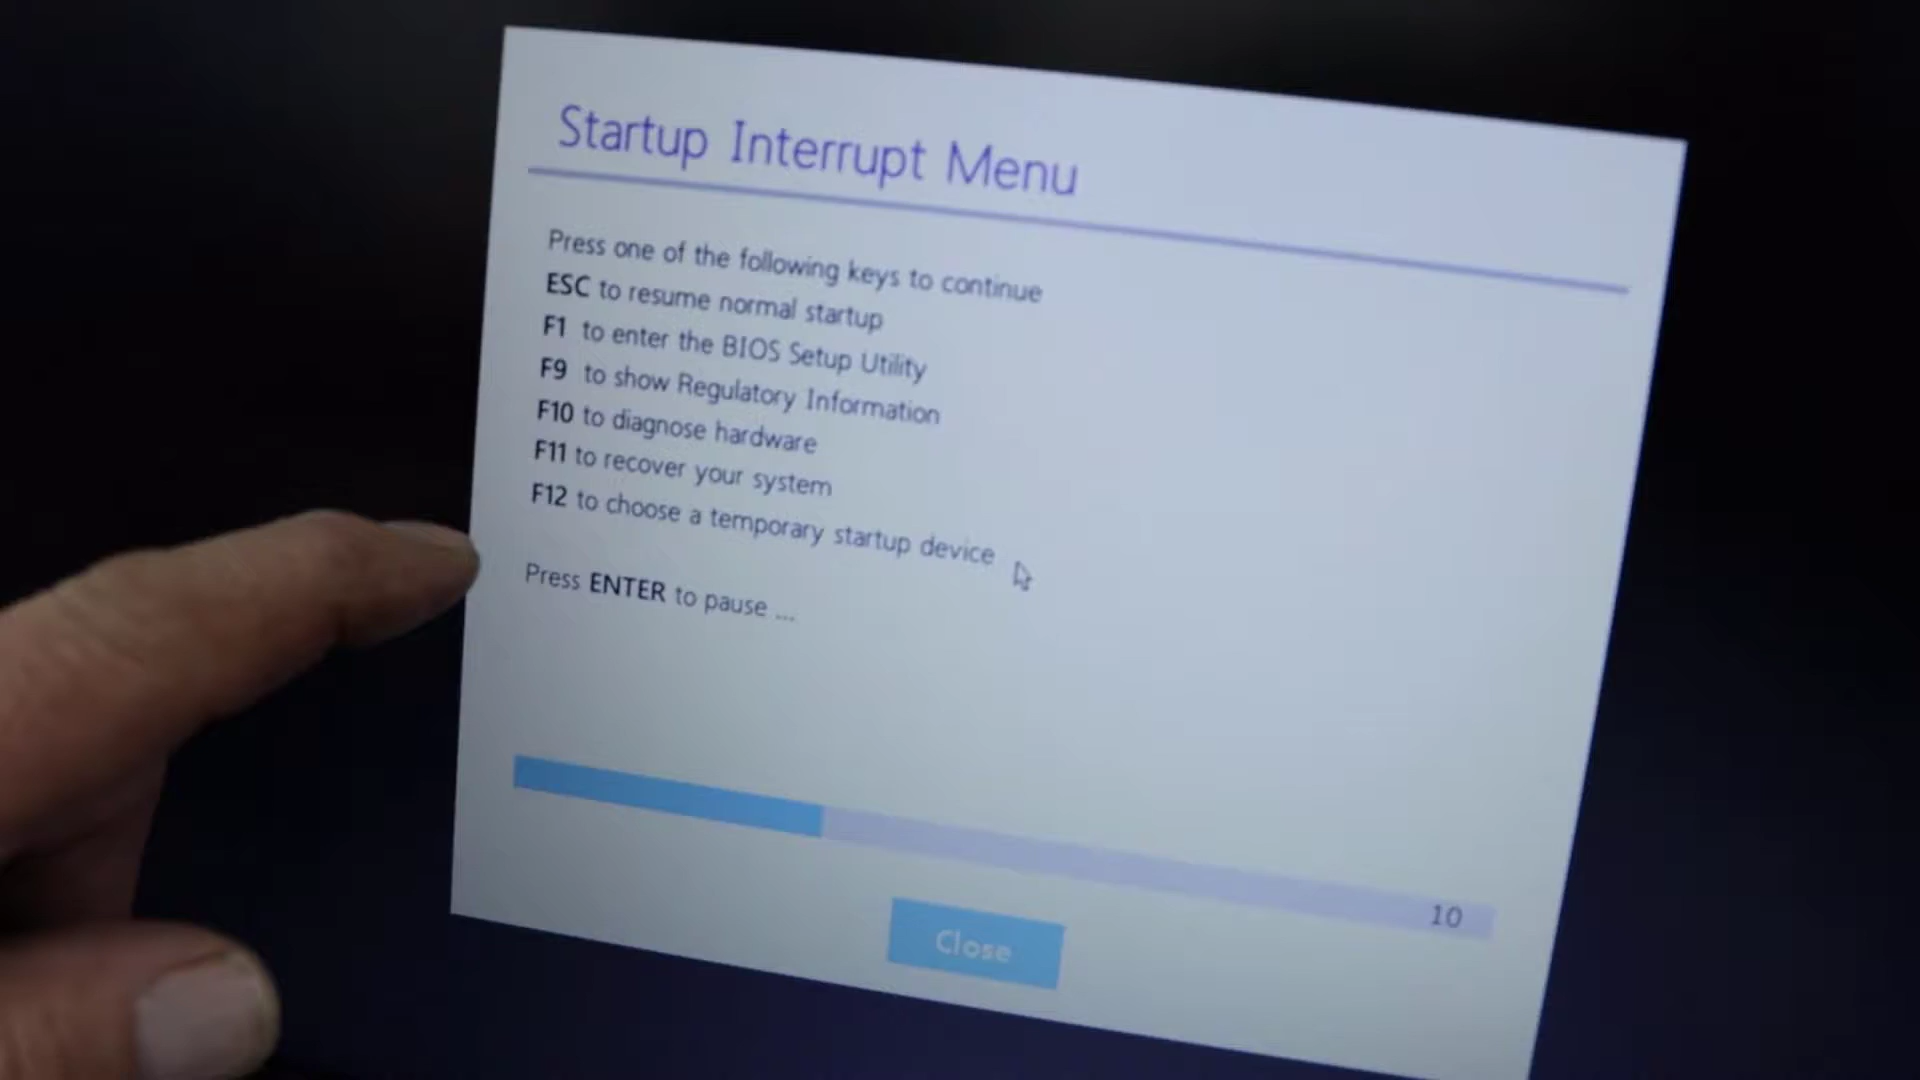 Startup Interrupt Menu
Press one of the following keys to continue
ESC to resume normal startup
F1 to enter the BIOS Setup Utility
F9 to show Regulatory Information
F10 to diagnose hardware
F11 to recover your system
F12 to choose a temporary startup device
Press ENTER to pause ...
10
Close